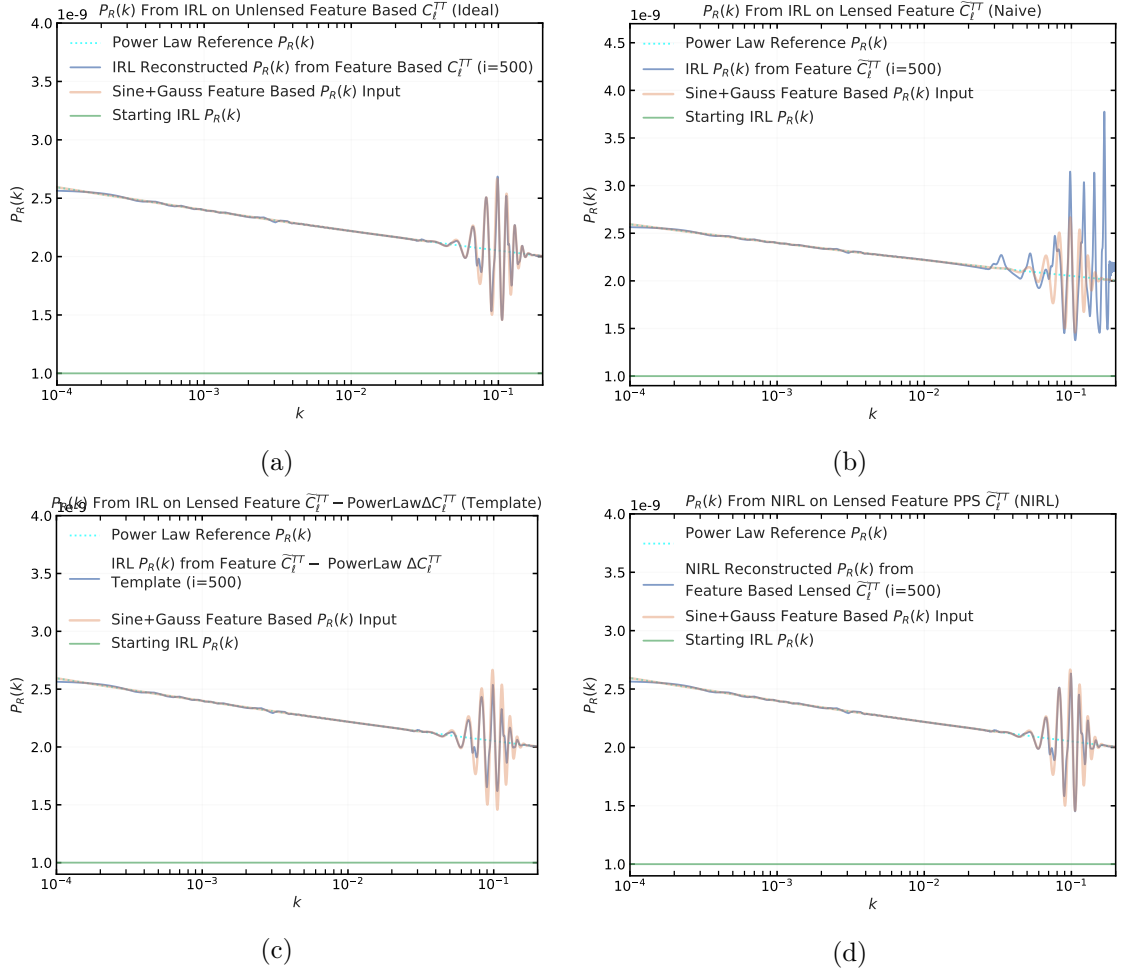 P_R(k) From IRL on Unlensed Feature Based C_ℓ^{TT} (Ideal)
1e-9
4.0
3.5
3.0
2.5
2.0
1.5
1.0
P_R(k)
Power Law Reference P_R(k)
IRL Reconstructed P_R(k) from Feature Based C_ℓ^{TT} (i=500)
Sine+Gauss Feature Based P_R(k) Input
Starting IRL P_R(k)
10^{-4} 10^{-3} 10^{-2} 10^{-1}
k
(a)
P_R(k) From IRL on Lensed Feature \widetilde{C}_ℓ^{TT} (Naive)
1e-9
4.5
4.0
3.5
3.0
2.5
2.0
1.5
1.0
P_R(k)
Power Law Reference P_R(k)
IRL P_R(k) from Feature \widetilde{C}_ℓ^{TT} (i=500)
Sine+Gauss Feature Based P_R(k) Input
Starting IRL P_R(k)
10^{-4} 10^{-3} 10^{-2} 10^{-1}
k
(b)
P_R(k) From IRL on Lensed Feature \widetilde{C}_ℓ^{TT} − PowerLawΔC_ℓ^{TT} (Template)
1e-9
4.0
3.5
3.0
2.5
2.0
1.5
1.0
P_R(k)
Power Law Reference P_R(k)
IRL P_R(k) from Feature \widetilde{C}_ℓ^{TT} − PowerLaw ΔC_ℓ^{TT}
Template (i=500)
Sine+Gauss Feature Based P_R(k) Input
Starting IRL P_R(k)
10^{-4} 10^{-3} 10^{-2} 10^{-1}
k
(c)
P_R(k) From NIRL on Lensed Feature PPS \widetilde{C}_ℓ^{TT} (NIRL)
1e-9
4.0
3.5
3.0
2.5
2.0
1.5
1.0
P_R(k)
Power Law Reference P_R(k)
NIRL Reconstructed P_R(k) from
Feature Based Lensed \widetilde{C}_ℓ^{TT} (i=500)
Sine+Gauss Feature Based P_R(k) Input
Starting IRL P_R(k)
10^{-4} 10^{-3} 10^{-2} 10^{-1}
k
(d)